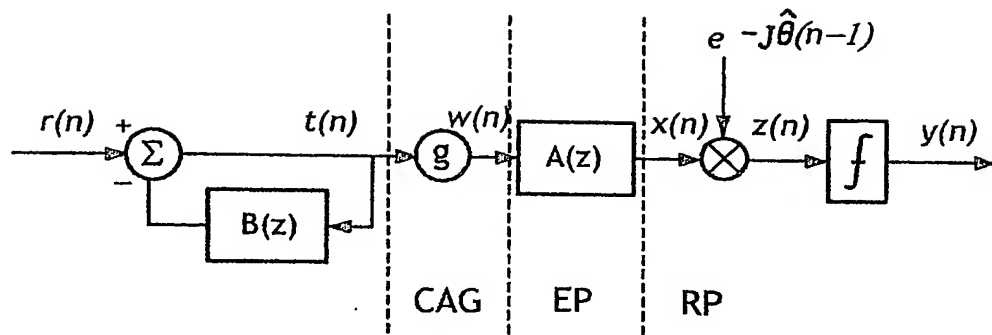 e -Jθ̂(n-1)
r(n) + t(n) w(n) x(n) z(n) y(n)
Σ g A(z) ∫
−
B(z)
CAG EP RP